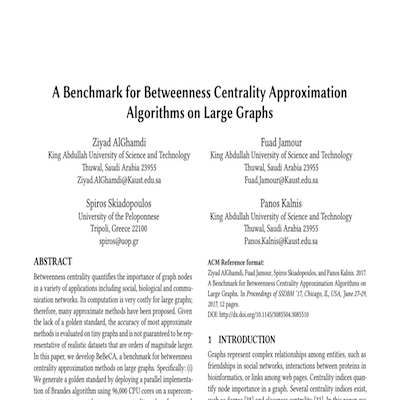 A Benchmark for Betweenness Centrality Approximation
Algorithms on Large Graphs
Ziyad AlGhamdi
King Abdullah University of Science and Technology
Thuwal, Saudi Arabia 23955
Ziyad.AlGhamdi@Kaust.edu.sa
Fuad Jamour
King Abdullah University of Science and Technology
Thuwal, Saudi Arabia 23955
Fuad.Jamour@Kaust.edu.sa
Spiros Skiadopoulos
University of the Peloponnese
Tripoli, Greece 22100
spiros@uop.gr
Panos Kalnis
King Abdullah University of Science and Technology
Thuwal, Saudi Arabia 23955
Panos.Kalnis@Kaust.edu.sa
ABSTRACT
Betweenness centrality quantifies the importance of graph nodes
in a variety of applications including social, biological and commu-
nication networks. Its computation is very costly for large graphs;
therefore, many approximate methods have been proposed. Given
the lack of a golden standard, the accuracy of most approximate
methods is evaluated on tiny graphs and is not guaranteed to be rep-
resentative of realistic datasets that are orders of magnitude larger.
In this paper, we develop BeBeCA, a benchmark for betweenness
centrality approximation methods on large graphs. Specifically: (i)
We generate a golden standard by deploying a parallel implementa-
tion of Brandes algorithm using 96,000 CPU cores on a supercom-
ACM Reference format:
Ziyad AlGhamdi, Fuad Jamour, Spiros Skiadopoulos, and Panos Kalnis. 2017.
A Benchmark for Betweenness Centrality Approximation Algorithms on
Large Graphs. In Proceedings of SSDBM '17, Chicago, IL, USA, June 27-29,
2017, 12 pages.
DOI: http://dx.doi.org/10.1145/3085504.3085510
1 INTRODUCTION
Graphs represent complex relationships among entities, such as
friendships in social networks, interactions between proteins in
bioinformatics, or links among web pages. Centrality indices quan-
tify node importance in a graph. Several centrality indices exist,